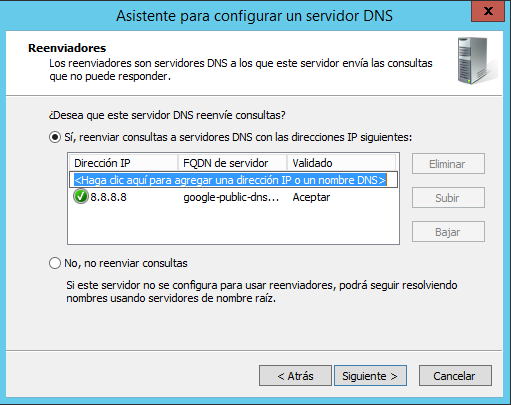 Asistente para configurar un servidor DNS
x
Reenviadores
Los reenviadores son servidores DNS a los que este servidor envía las consultas
que no puede responder.
¿Desea que este servidor DNS reenvíe consultas?
Sí, reenviar consultas a servidores DNS con las direcciones IP siguientes:
Dirección IP FQDN de servidor Validado
<Haga clic aquí para agregar una dirección IP o un nombre DNS>
8.8.8.8 google-public-dns... Aceptar
Eliminar
Subir
Bajar
No, no reenviar consultas
Si este servidor no se configura para usar reenviadores, podrá seguir resolviendo
nombres usando servidores de nombre raíz.
< Atrás Siguiente > Cancelar